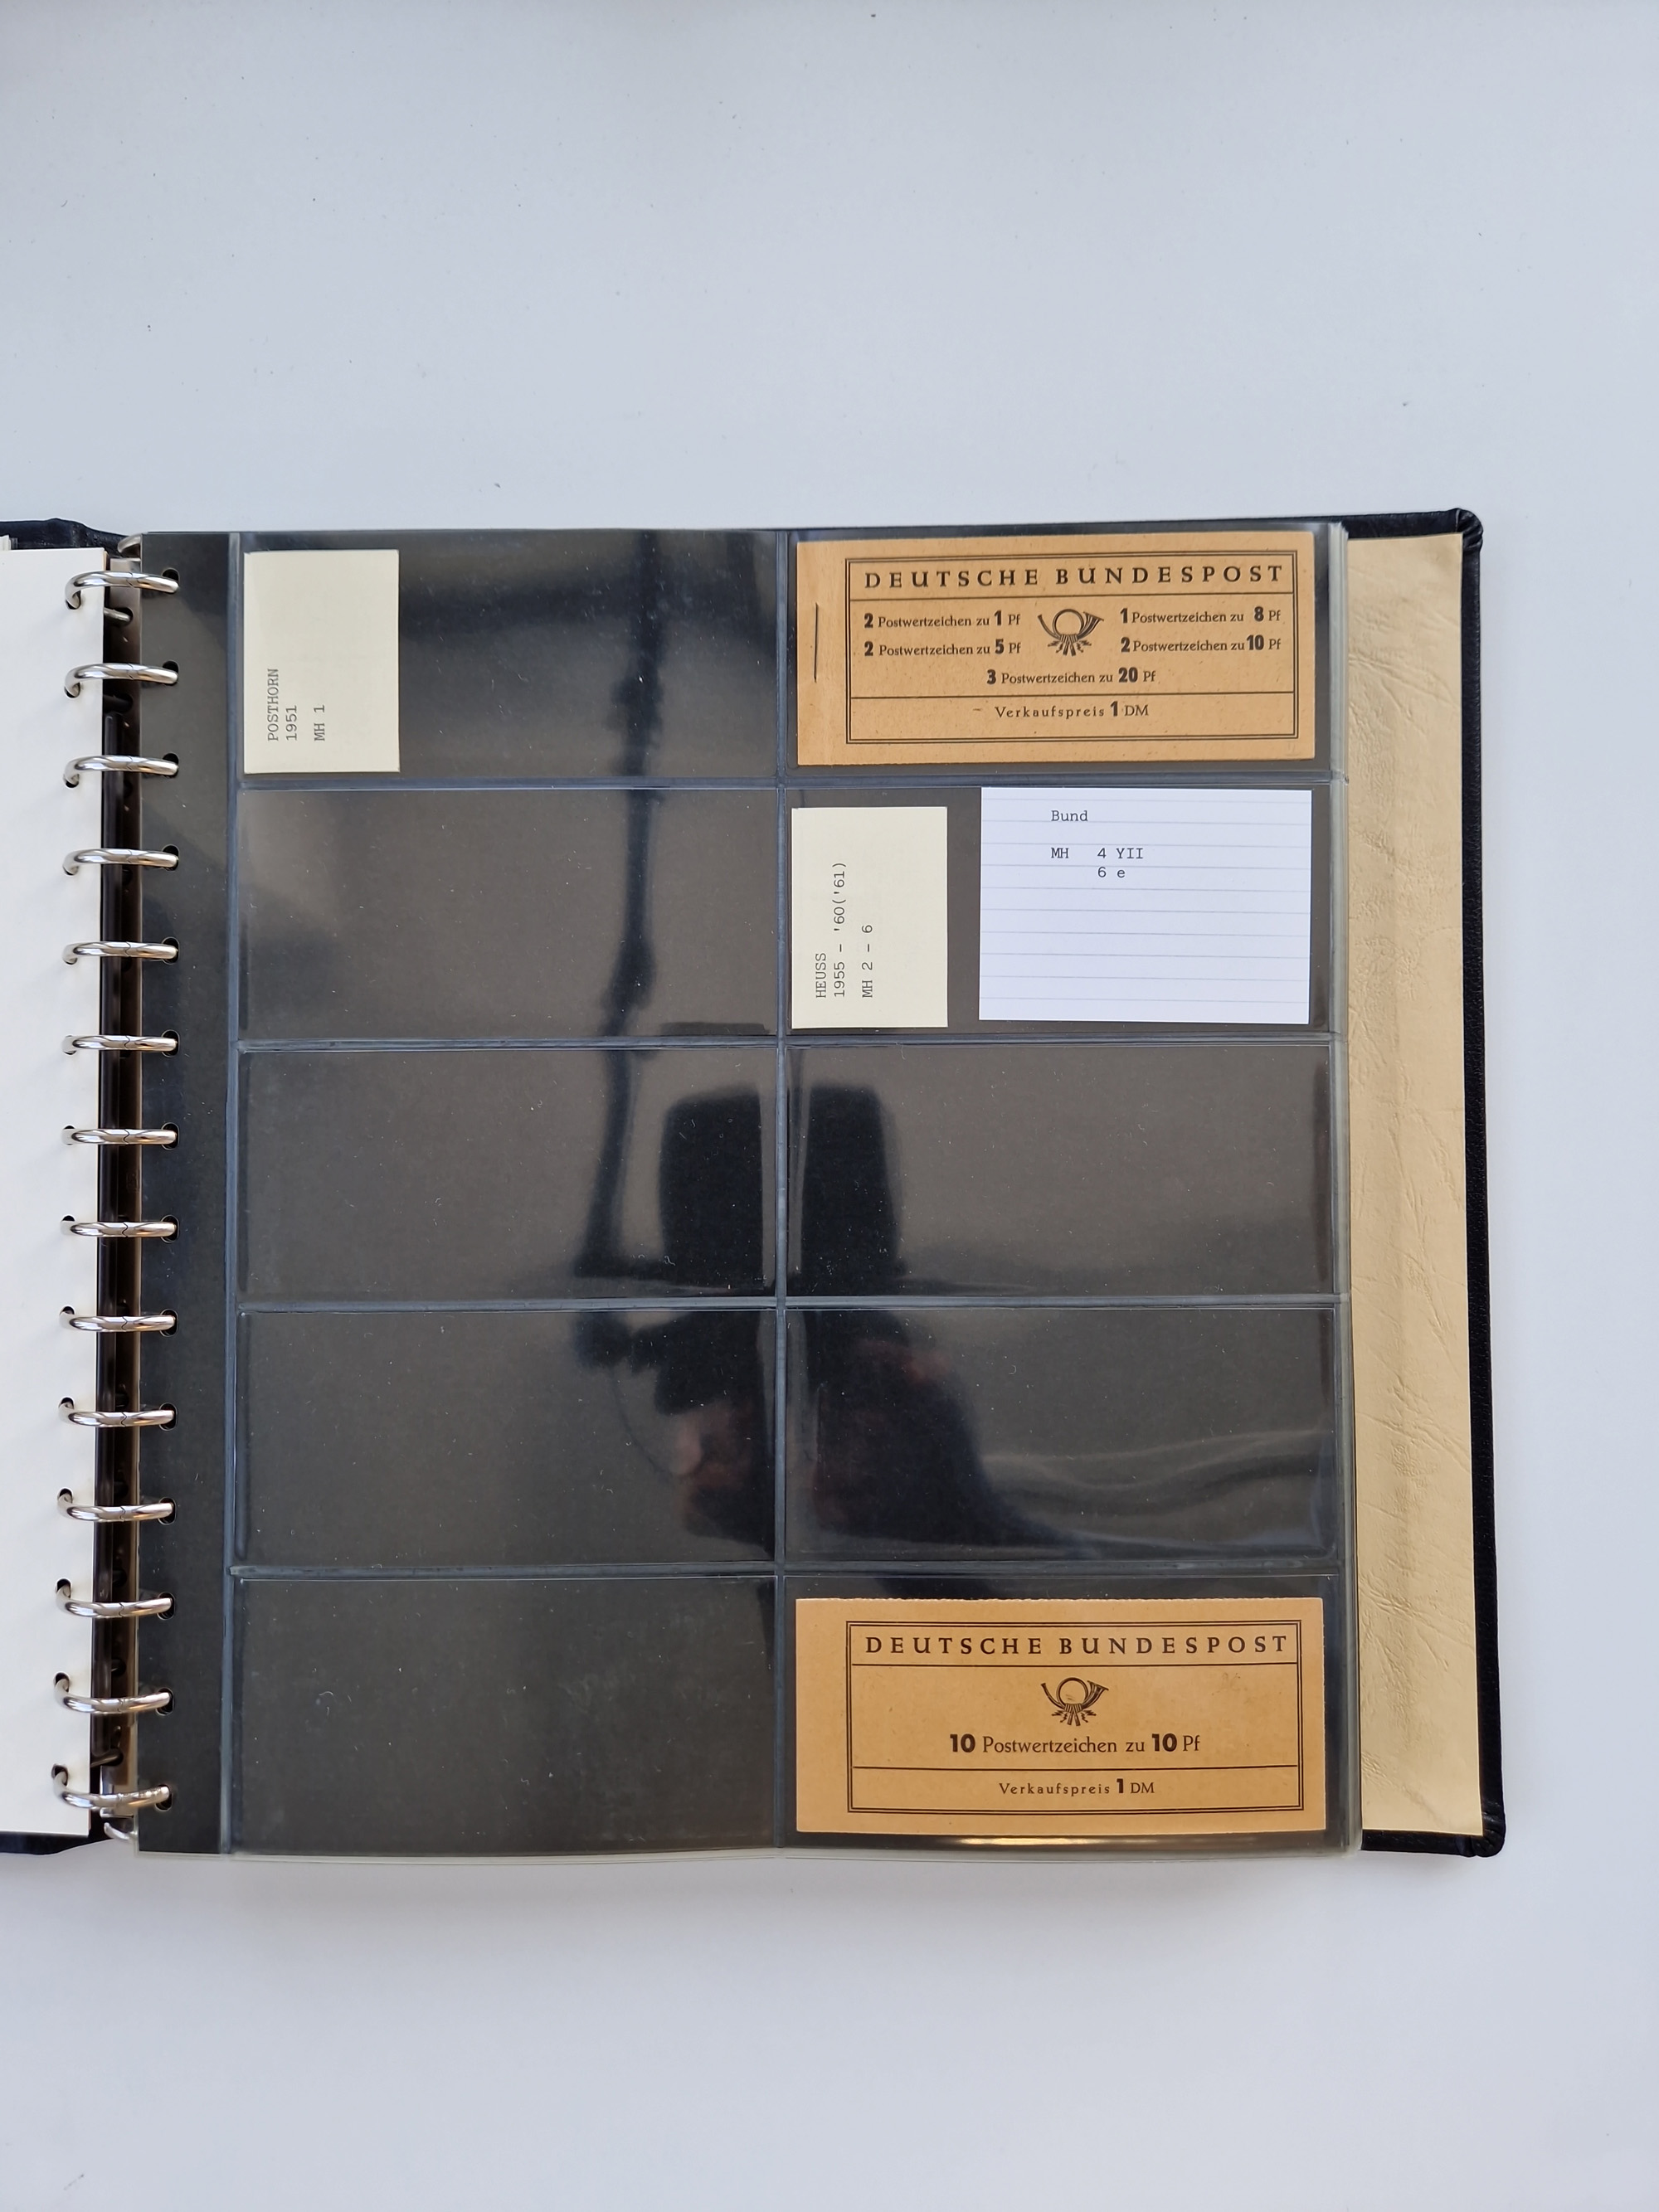 POSTHORN
1951
MH 1
DEUTSCHE BUNDESPOST
2 Postwertzeichen zu 1 Pf
1 Postwertzeichen zu 8 Pf
2 Postwertzeichen zu 5 Pf
2 Postwertzeichen zu 10 Pf
3 Postwertzeichen zu 20 Pf
Verkaufspreis 1 DM
HEUSS
1955 - '60('61)
MH 2 - 6
Bund
MH 4 YII
6 e
DEUTSCHE BUNDESPOST
10 Postwertzeichen zu 10 Pf
Verkaufspreis 1 DM